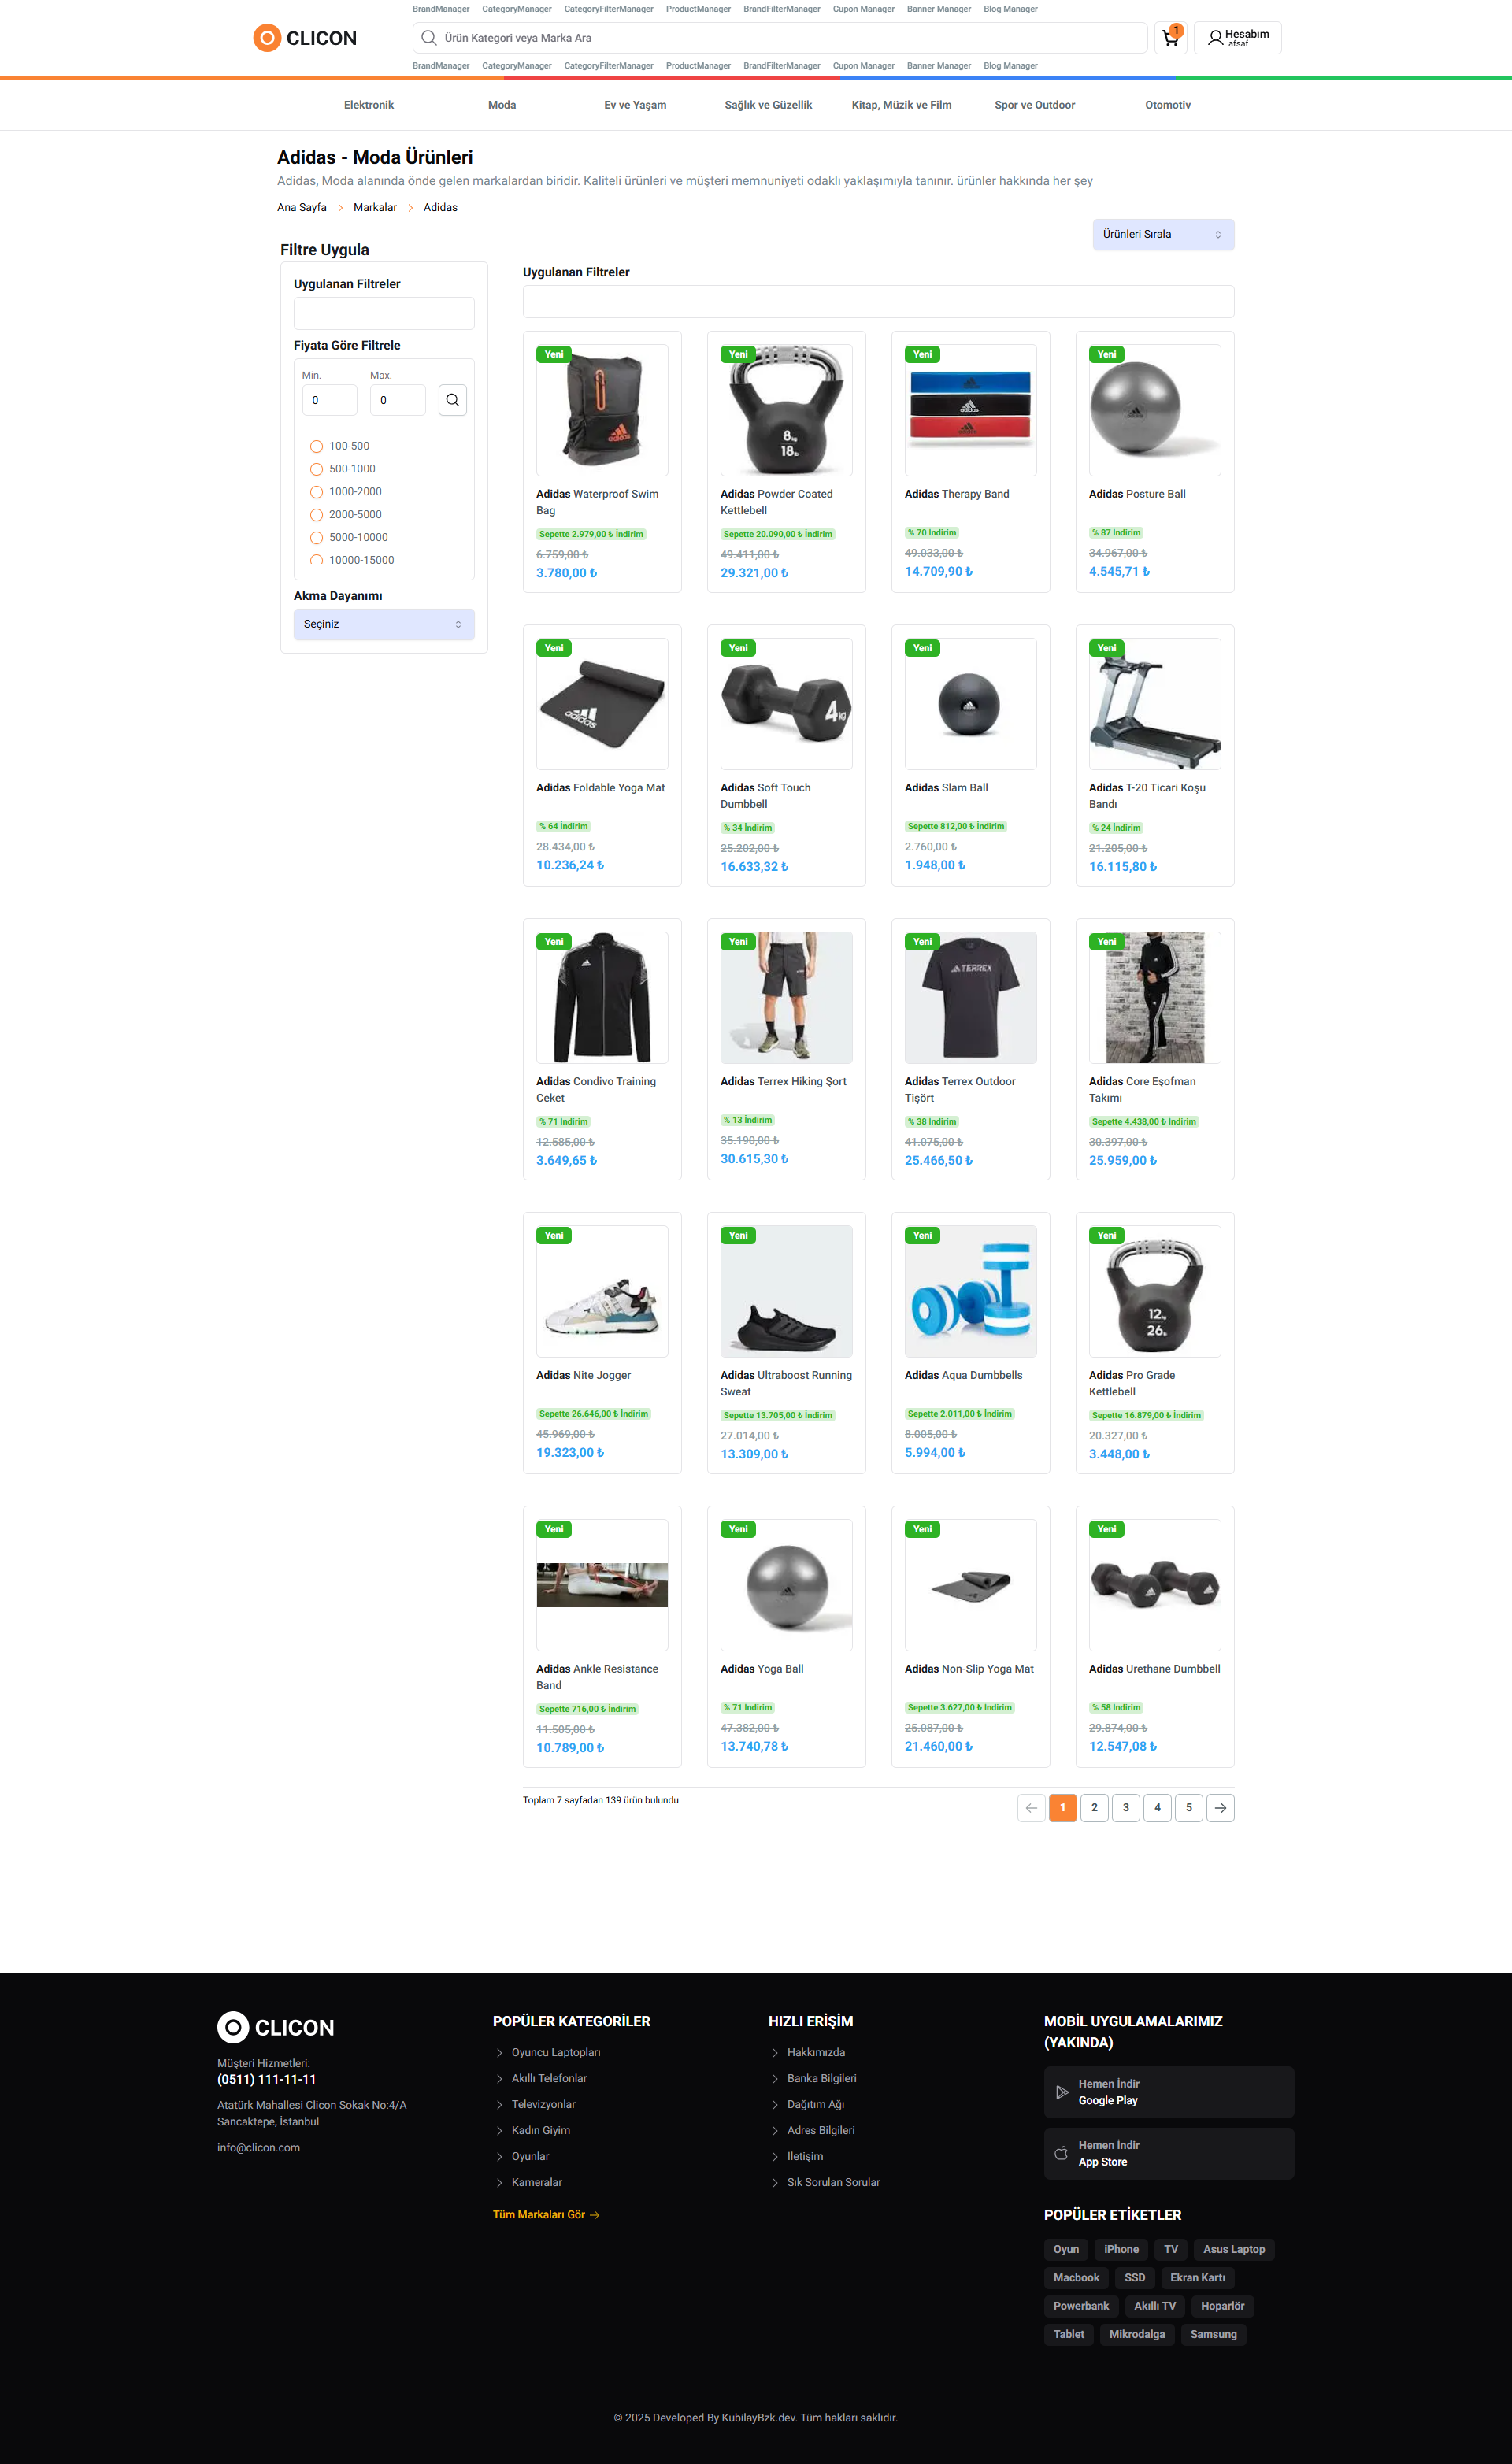 BrandManager CategoryManager CategoryFilterManager ProductManager BrandFilterManager Cupon Manager Banner Manager Blog Manager
CLICON
Ürün Kategori veya Marka Ara
1
Hesabım
afsaf
BrandManager CategoryManager CategoryFilterManager ProductManager BrandFilterManager Cupon Manager Banner Manager Blog Manager
Elektronik Moda Ev ve Yaşam Sağlık ve Güzellik Kitap, Müzik ve Film Spor ve Outdoor Otomotiv
Adidas - Moda Ürünleri
Adidas, Moda alanında önde gelen markalardan biridir. Kaliteli ürünleri ve müşteri memnuniyeti odaklı yaklaşımıyla tanınır. ürünler hakkında her şey
Ana Sayfa Markalar Adidas
Ürünleri Sırala
Filtre Uygula
Uygulanan Filtreler
Fiyata Göre Filtrele
Min. Max.
0 0
100-500
500-1000
1000-2000
2000-5000
5000-10000
10000-15000
Akma Dayanımı
Seçiniz
Uygulanan Filtreler
Yeni
adidas
Adidas Waterproof Swim
Bag
Sepette 2.979,00 ₺ İndirim
6.759,00 ₺
3.780,00 ₺
Yeni
8kg
18lb
Adidas Powder Coated
Kettlebell
Sepette 20.090,00 ₺ İndirim
49.411,00 ₺
29.321,00 ₺
Yeni
adidas
Adidas Therapy Band
% 70 İndirim
49.033,00 ₺
14.709,90 ₺
Yeni
Adidas Posture Ball
% 87 İndirim
34.967,00 ₺
4.545,71 ₺
Yeni
adidas
Adidas Foldable Yoga Mat
% 64 İndirim
28.434,00 ₺
10.236,24 ₺
Yeni
4KG
Adidas Soft Touch
Dumbbell
% 34 İndirim
25.202,00 ₺
16.633,32 ₺
Yeni
Adidas Slam Ball
Sepette 812,00 ₺ İndirim
2.760,00 ₺
1.948,00 ₺
Yeni
Adidas T-20 Ticari Koşu
Bandı
% 24 İndirim
21.205,00 ₺
16.115,80 ₺
Yeni
Adidas Condivo Training
Ceket
% 71 İndirim
12.585,00 ₺
3.649,65 ₺
Yeni
Adidas Terrex Hiking Şort
% 13 İndirim
35.190,00 ₺
30.615,30 ₺
Yeni
TERREX
Adidas Terrex Outdoor
Tişört
% 38 İndirim
41.075,00 ₺
25.466,50 ₺
Yeni
Adidas Core Eşofman
Takımı
Sepette 4.438,00 ₺ İndirim
30.397,00 ₺
25.959,00 ₺
Yeni
Adidas Nite Jogger
Sepette 26.646,00 ₺ İndirim
45.969,00 ₺
19.323,00 ₺
Yeni
Adidas Ultraboost Running
Sweat
Sepette 13.705,00 ₺ İndirim
27.014,00 ₺
13.309,00 ₺
Yeni
Adidas Aqua Dumbbells
Sepette 2.011,00 ₺ İndirim
8.005,00 ₺
5.994,00 ₺
Yeni
12kg
26lb
Adidas Pro Grade
Kettlebell
Sepette 16.879,00 ₺ İndirim
20.327,00 ₺
3.448,00 ₺
Yeni
Adidas Ankle Resistance
Band
Sepette 716,00 ₺ İndirim
11.505,00 ₺
10.789,00 ₺
Yeni
Adidas Yoga Ball
% 71 İndirim
47.382,00 ₺
13.740,78 ₺
Yeni
Adidas Non-Slip Yoga Mat
Sepette 3.627,00 ₺ İndirim
25.087,00 ₺
21.460,00 ₺
Yeni
Adidas Urethane Dumbbell
% 58 İndirim
29.874,00 ₺
12.547,08 ₺
Toplam 7 sayfadan 139 ürün bulundu
1 2 3 4 5
CLICON
Müşteri Hizmetleri:
(0511) 111-11-11
Atatürk Mahallesi Clicon Sokak No:4/A
Sancaktepe, İstanbul
info@clicon.com
POPÜLER KATEGORİLER
Oyuncu Laptopları
Akıllı Telefonlar
Televizyonlar
Kadın Giyim
Oyunlar
Kameralar
Tüm Markaları Gör
HIZLI ERİŞİM
Hakkımızda
Banka Bilgileri
Dağıtım Ağı
Adres Bilgileri
İletişim
Sık Sorulan Sorular
MOBİL UYGULAMALARIMIZ
(YAKINDA)
Hemen İndir
Google Play
Hemen İndir
App Store
POPÜLER ETİKETLER
Oyun iPhone TV Asus Laptop
Macbook SSD Ekran Kartı
Powerbank Akıllı TV Hoparlör
Tablet Mikrodalga Samsung
© 2025 Developed By KubilayBzk.dev. Tüm hakları saklıdır.